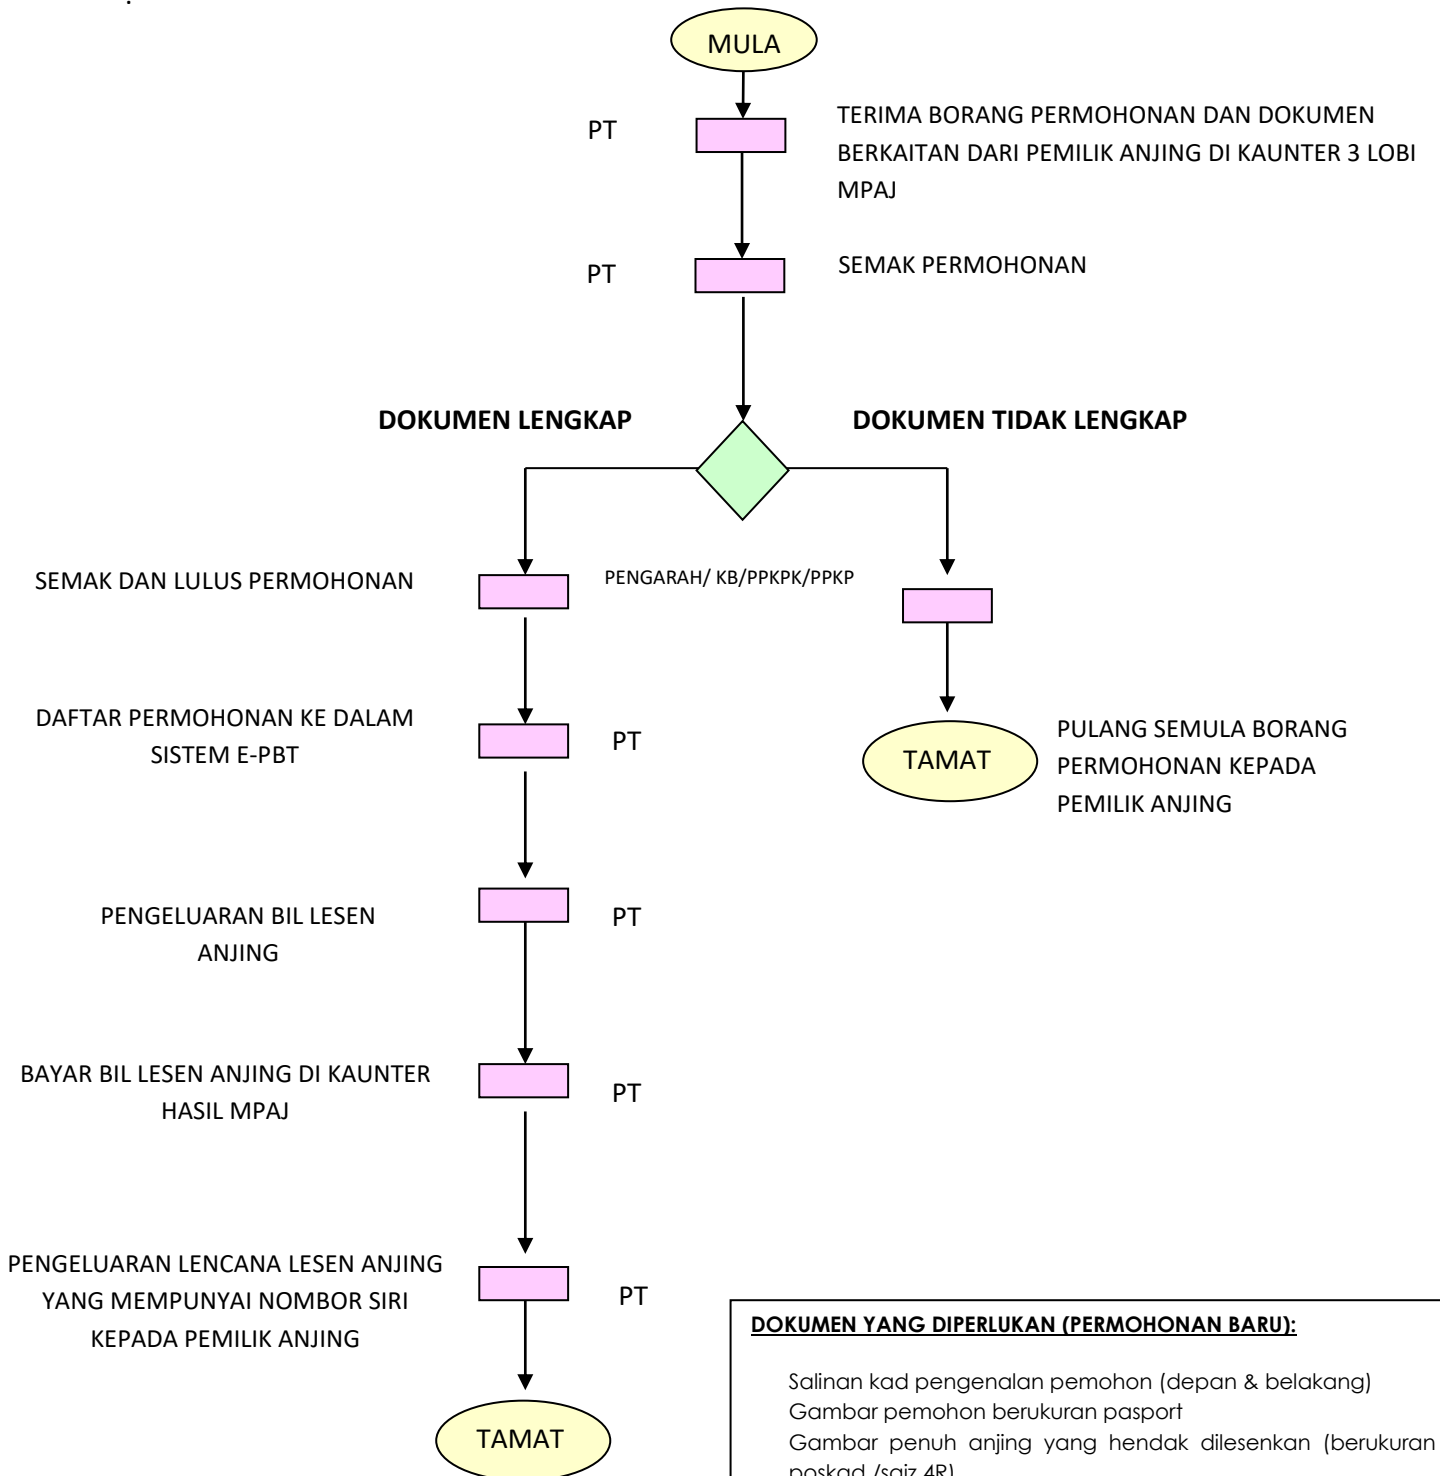 .
MULA
PT
TERIMA BORANG PERMOHONAN DAN DOKUMEN
BERKAITAN DARI PEMILIK ANJING DI KAUNTER 3 LOBI
MPAJ
PT
SEMAK PERMOHONAN
DOKUMEN LENGKAP
DOKUMEN TIDAK LENGKAP
SEMAK DAN LULUS PERMOHONAN
PENGARAH/ KB/PPKPK/PPKP
DAFTAR PERMOHONAN KE DALAM
SISTEM E-PBT
PT
TAMAT
PULANG SEMULA BORANG
PERMOHONAN KEPADA
PEMILIK ANJING
PENGELUARAN BIL LESEN
ANJING
PT
BAYAR BIL LESEN ANJING DI KAUNTER
HASIL MPAJ
PT
PENGELUARAN LENCANA LESEN ANJING
YANG MEMPUNYAI NOMBOR SIRI
KEPADA PEMILIK ANJING
PT
TAMAT
DOKUMEN YANG DIPERLUKAN (PERMOHONAN BARU):
Salinan kad pengenalan pemohon (depan & belakang)
Gambar pemohon berukuran pasport
Gambar penuh anjing yang hendak dilesenkan (berukuran
poskad /saiz 4R)